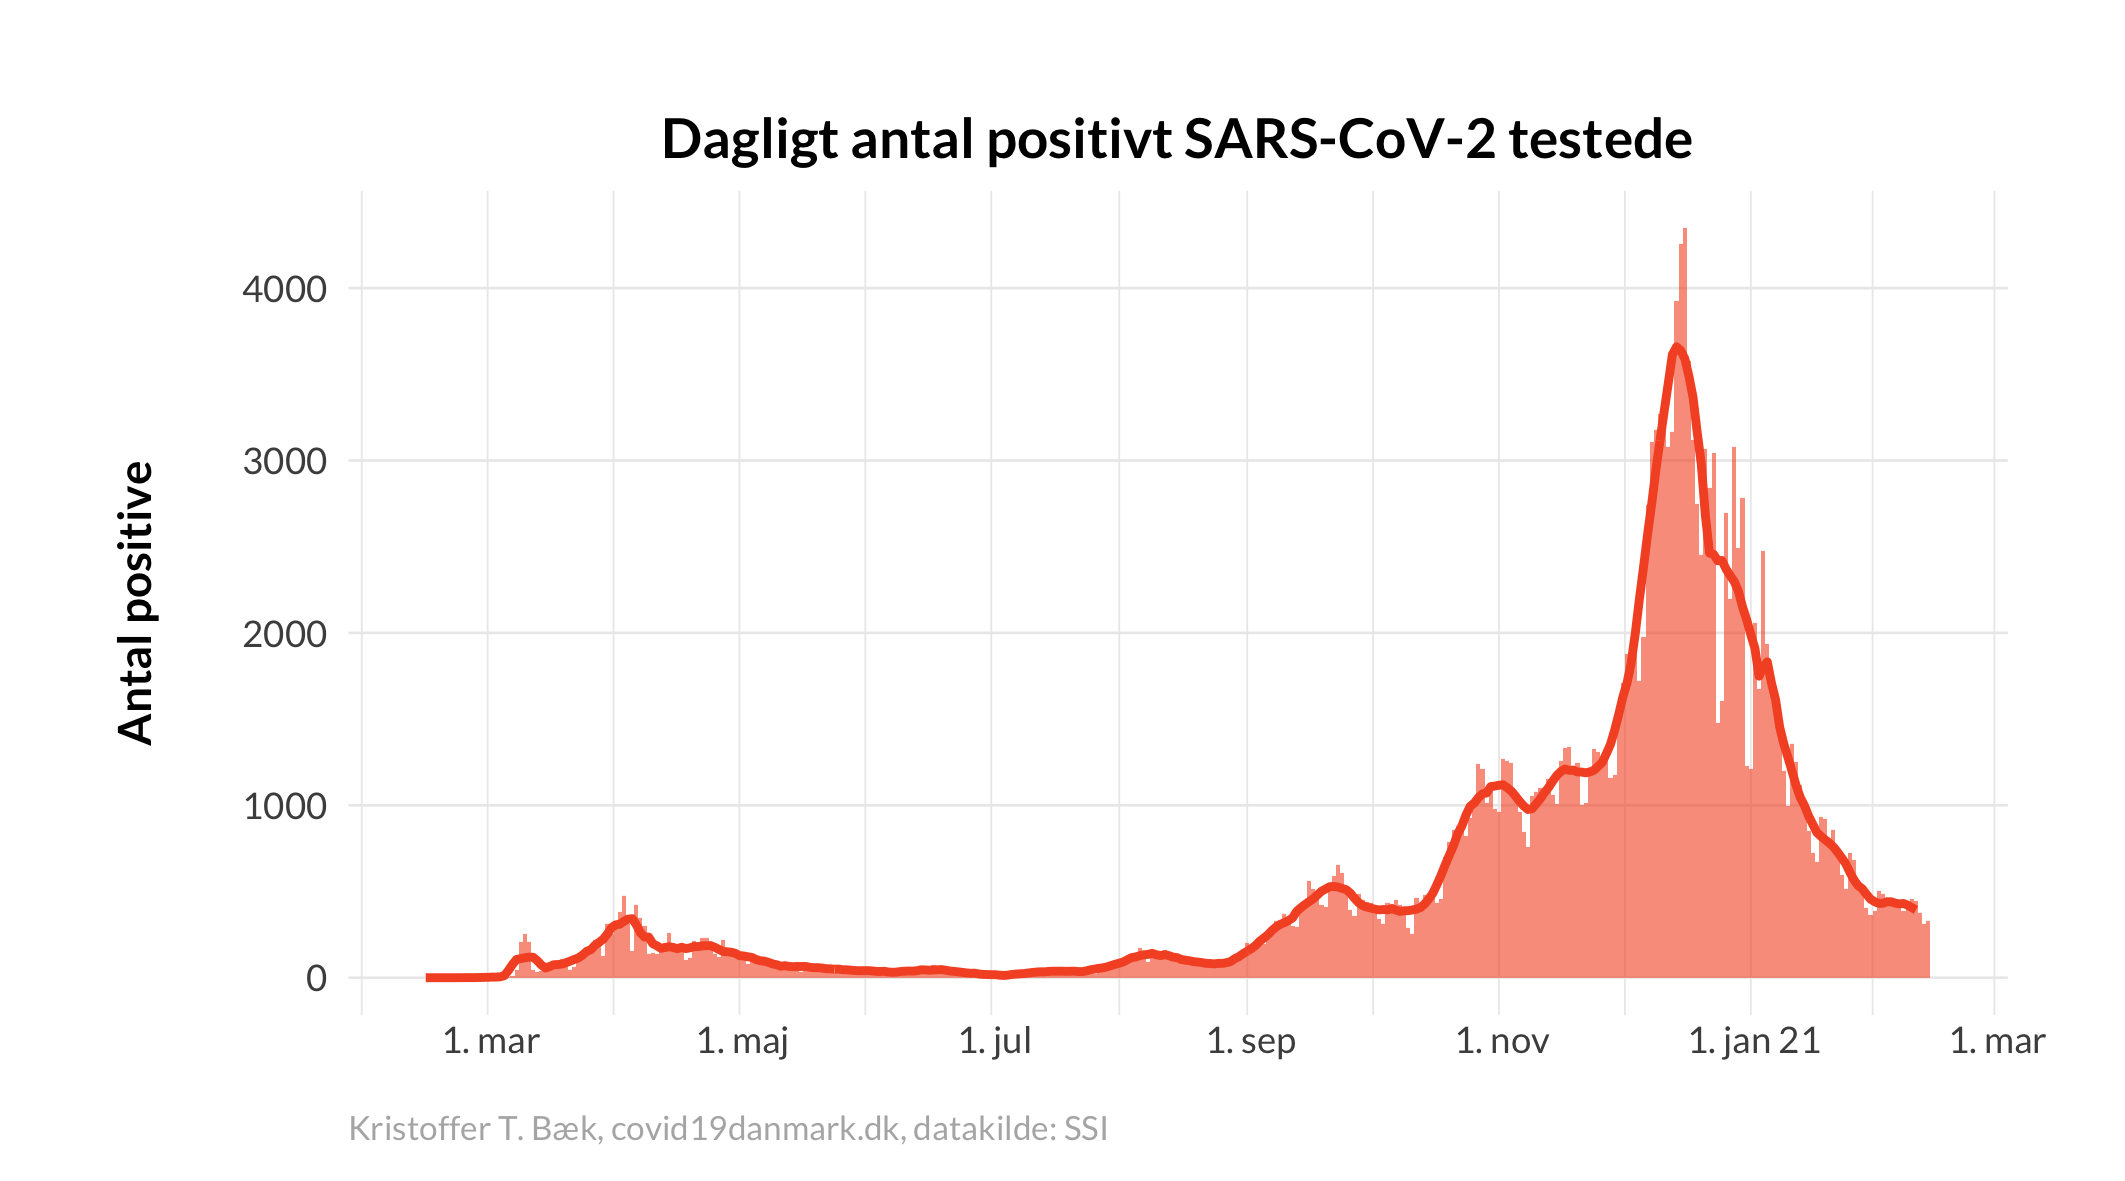 Dagligt antal positivt SARS-CoV-2 testede
Antal positive
4000
3000
2000
1000
0
1. mar
1. maj
1. jul
1. sep
1. nov
1. jan 21
1. mar
Kristoffer T. Bæk, covid19danmark.dk, datakilde: SSI